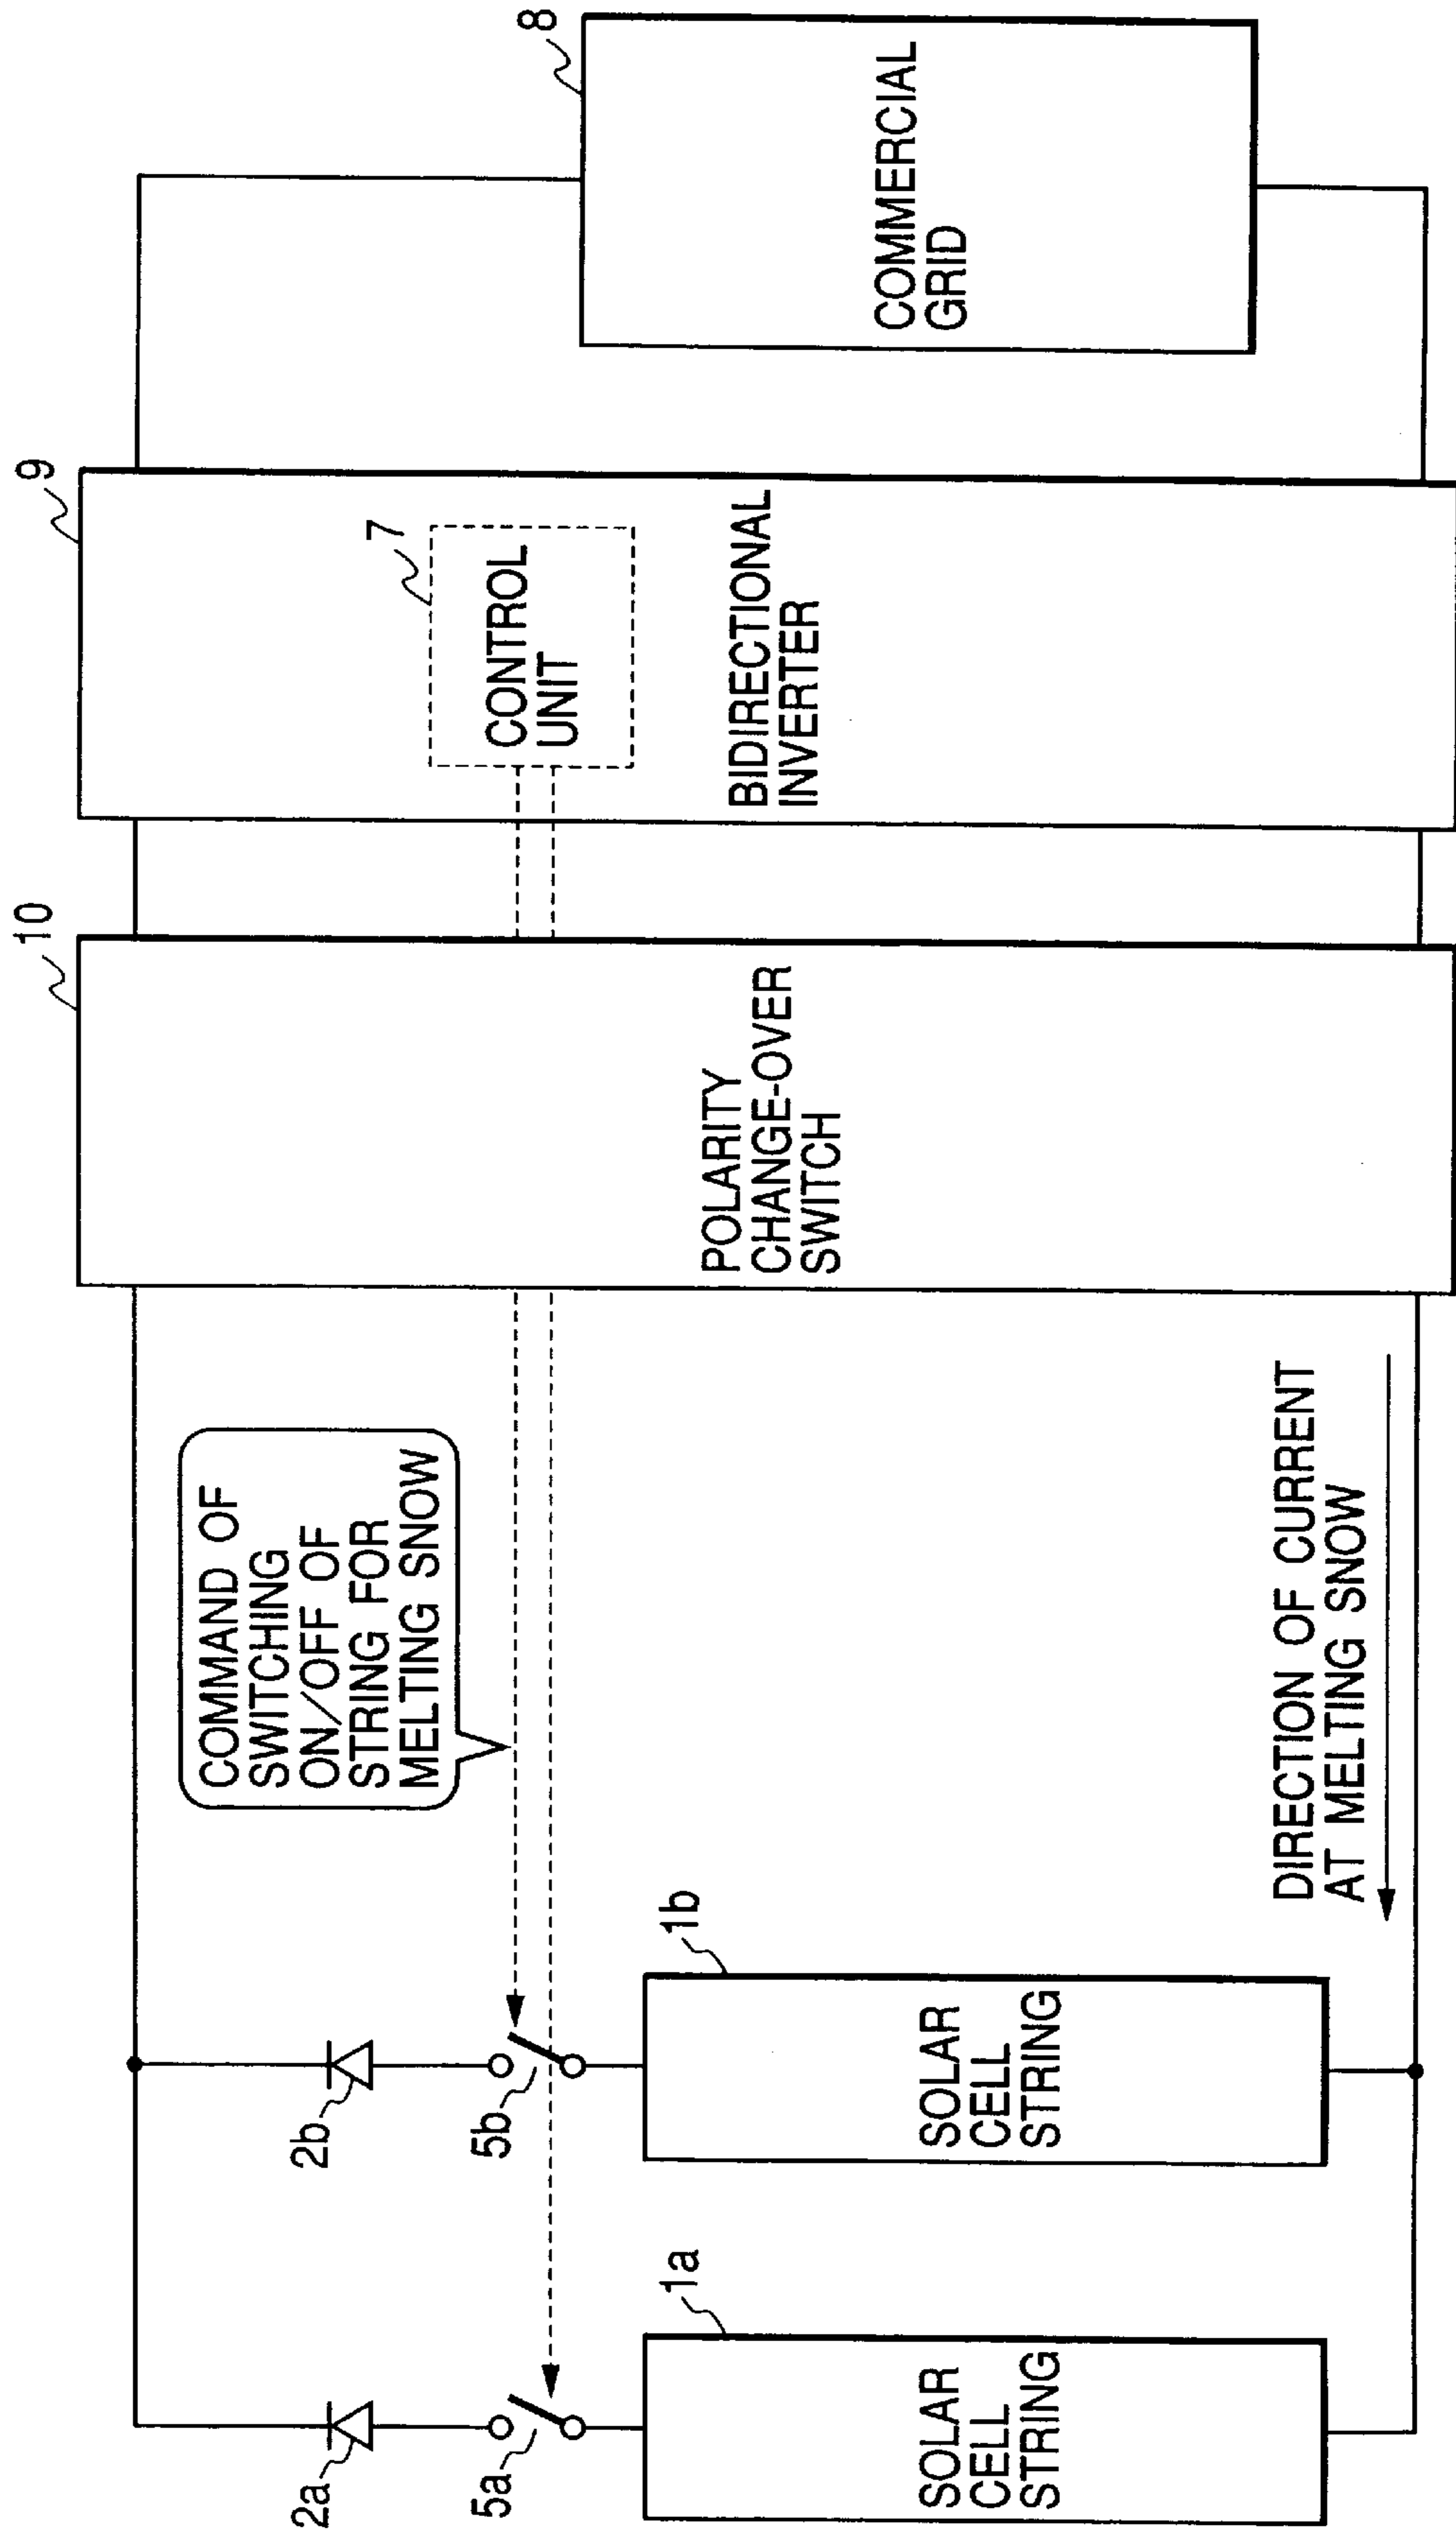 2a
5a
1a
SOLAR
CELL
STRING
2b
5b
1b
SOLAR
CELL
STRING
COMMAND OF
SWITCHING
ON/OFF OF
STRING FOR
MELTING SNOW
DIRECTION OF CURRENT
AT MELTING SNOW
10
POLARITY
CHANGE-OVER
SWITCH
9
7
CONTROL
UNIT
BIDIRECTIONAL
INVERTER
8
COMMERCIAL
GRID